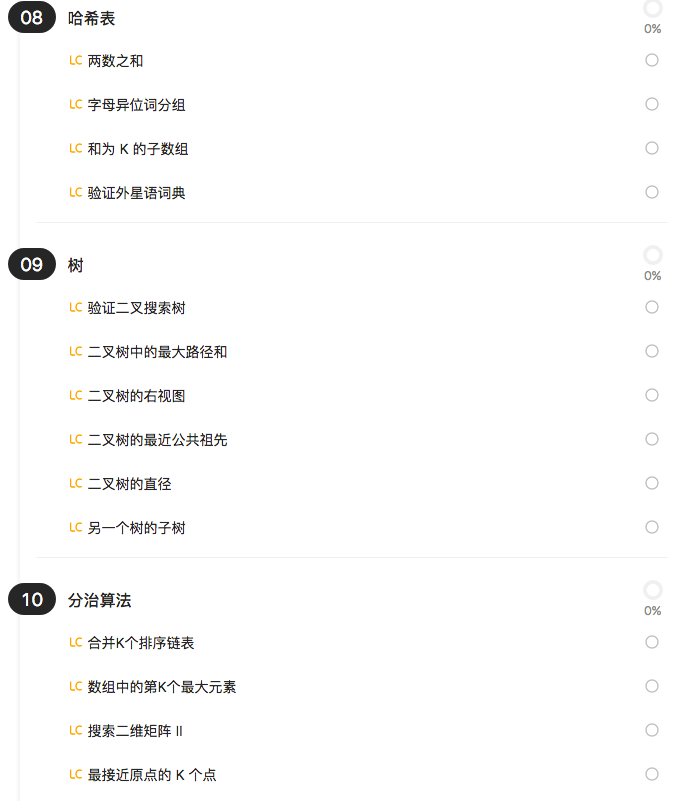 08 哈希表
0%
LC 两数之和
LC 字母异位词分组
LC 和为 K 的子数组
LC 验证外星语词典
09 树
0%
LC 验证二叉搜索树
LC 二叉树中的最大路径和
LC 二叉树的右视图
LC 二叉树的最近公共祖先
LC 二叉树的直径
LC 另一个树的子树
10 分治算法
0%
LC 合并K个排序链表
LC 数组中的第K个最大元素
LC 搜索二维矩阵 II
LC 最接近原点的 K 个点